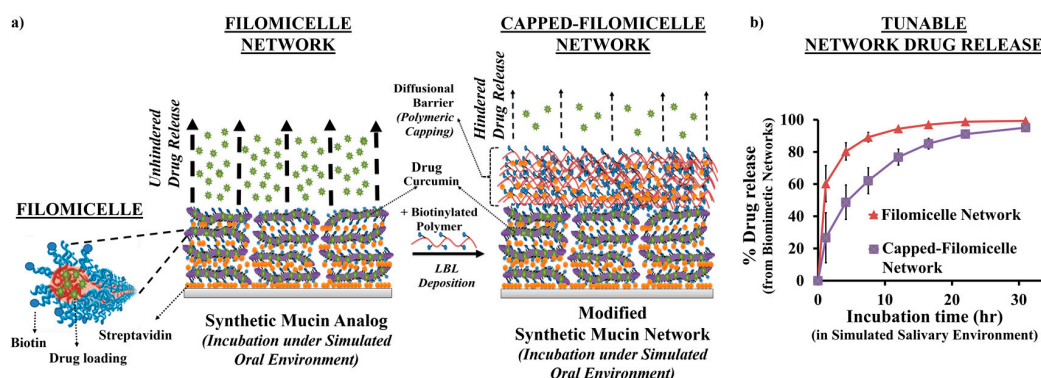 a)
FILOMICELLE
NETWORK
CAPPED-FILOMICELLE
NETWORK
Unhindered
Drug Release
Diffusional
Barrier
(Polymeric
Capping)
Hindered
Drug Release
Drug
Curcumin
+ Biotinylated
Polymer
LBL
Deposition
FILOMICELLE
Biotin
Drug loading
Streptavidin
Synthetic Mucin Analog
(Incubation under Simulated
Oral Environment)
Modified
Synthetic Mucin Network
(Incubation under Simulated
Oral Environment)
b)
TUNABLE
NETWORK DRUG RELEASE
% Drug release
(from Biomimetic Networks)
100
80
60
40
20
0
Filomicelle Network
Capped-Filomicelle
Network
0 10 20 30
Incubation time (hr)
(in Simulated Salivary Environment)